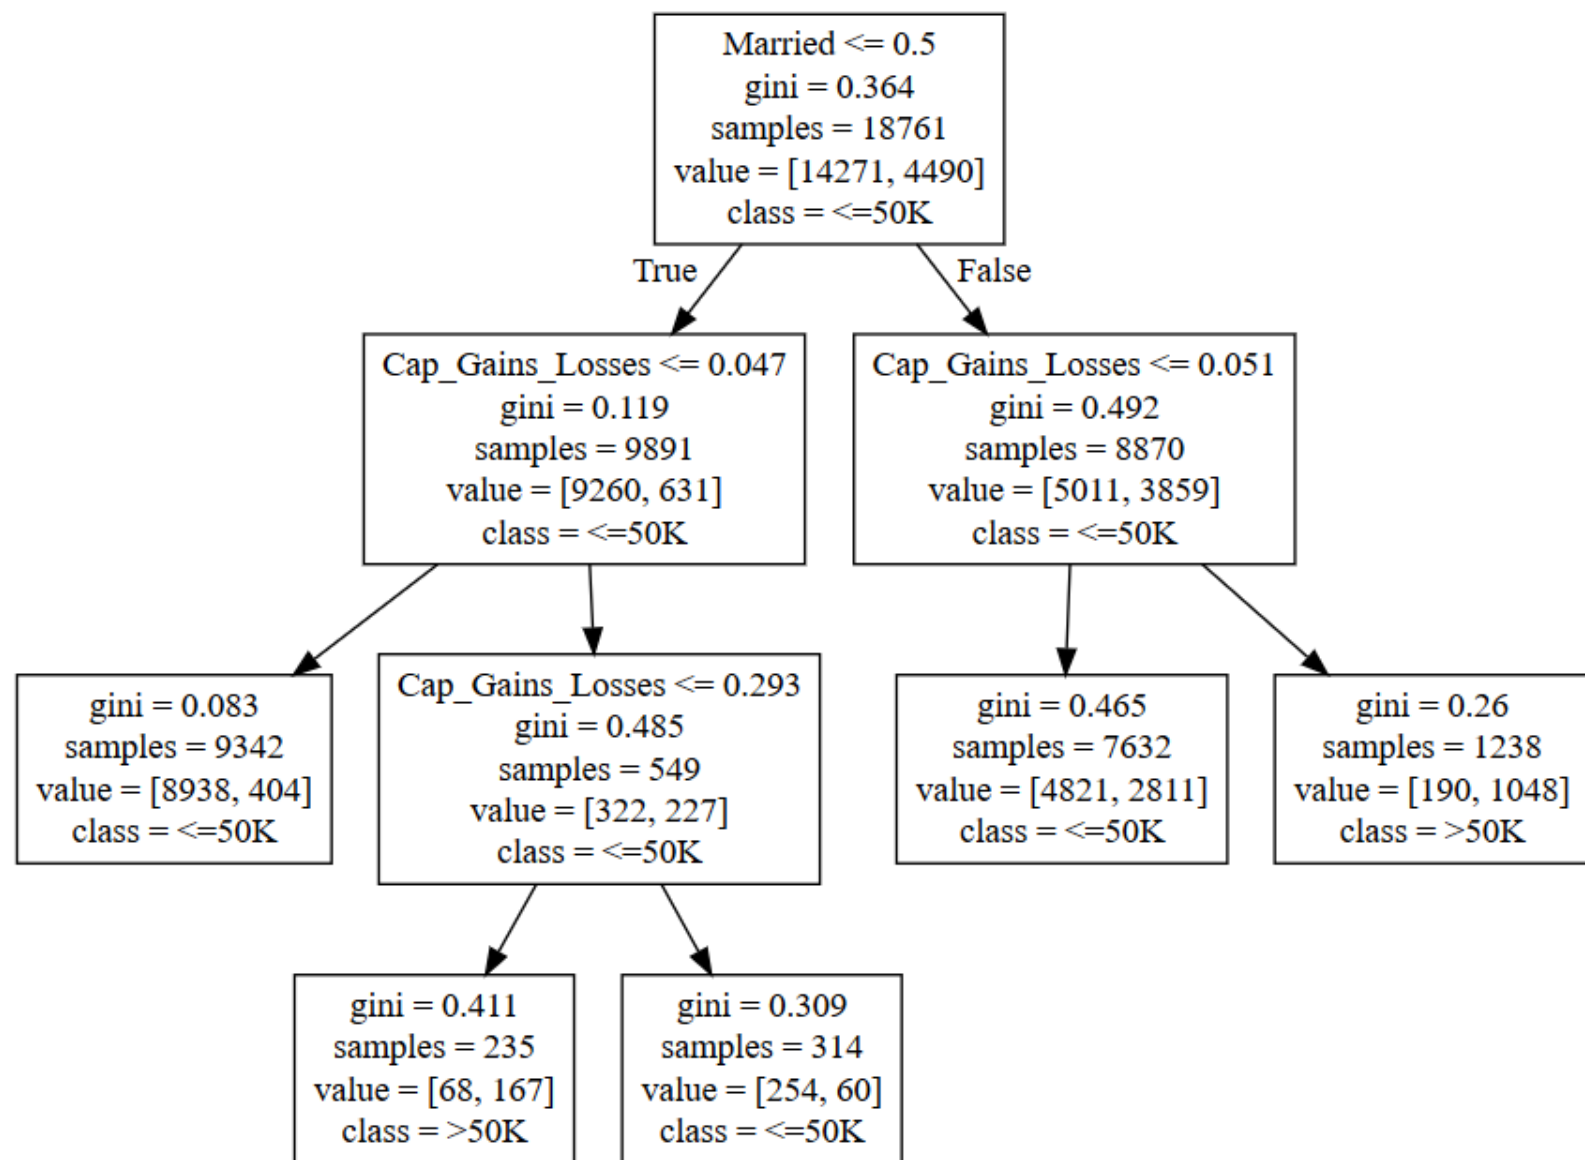 Married <= 0.5
gini = 0.364
samples = 18761
value = [14271, 4490]
class = <=50K
True
False
Cap_Gains_Losses <= 0.047
gini = 0.119
samples = 9891
value = [9260, 631]
class = <=50K
Cap_Gains_Losses <= 0.051
gini = 0.492
samples = 8870
value = [5011, 3859]
class = <=50K
gini = 0.083
samples = 9342
value = [8938, 404]
class = <=50K
Cap_Gains_Losses <= 0.293
gini = 0.485
samples = 549
value = [322, 227]
class = <=50K
gini = 0.465
samples = 7632
value = [4821, 2811]
class = <=50K
gini = 0.26
samples = 1238
value = [190, 1048]
class = >50K
gini = 0.411
samples = 235
value = [68, 167]
class = >50K
gini = 0.309
samples = 314
value = [254, 60]
class = <=50K